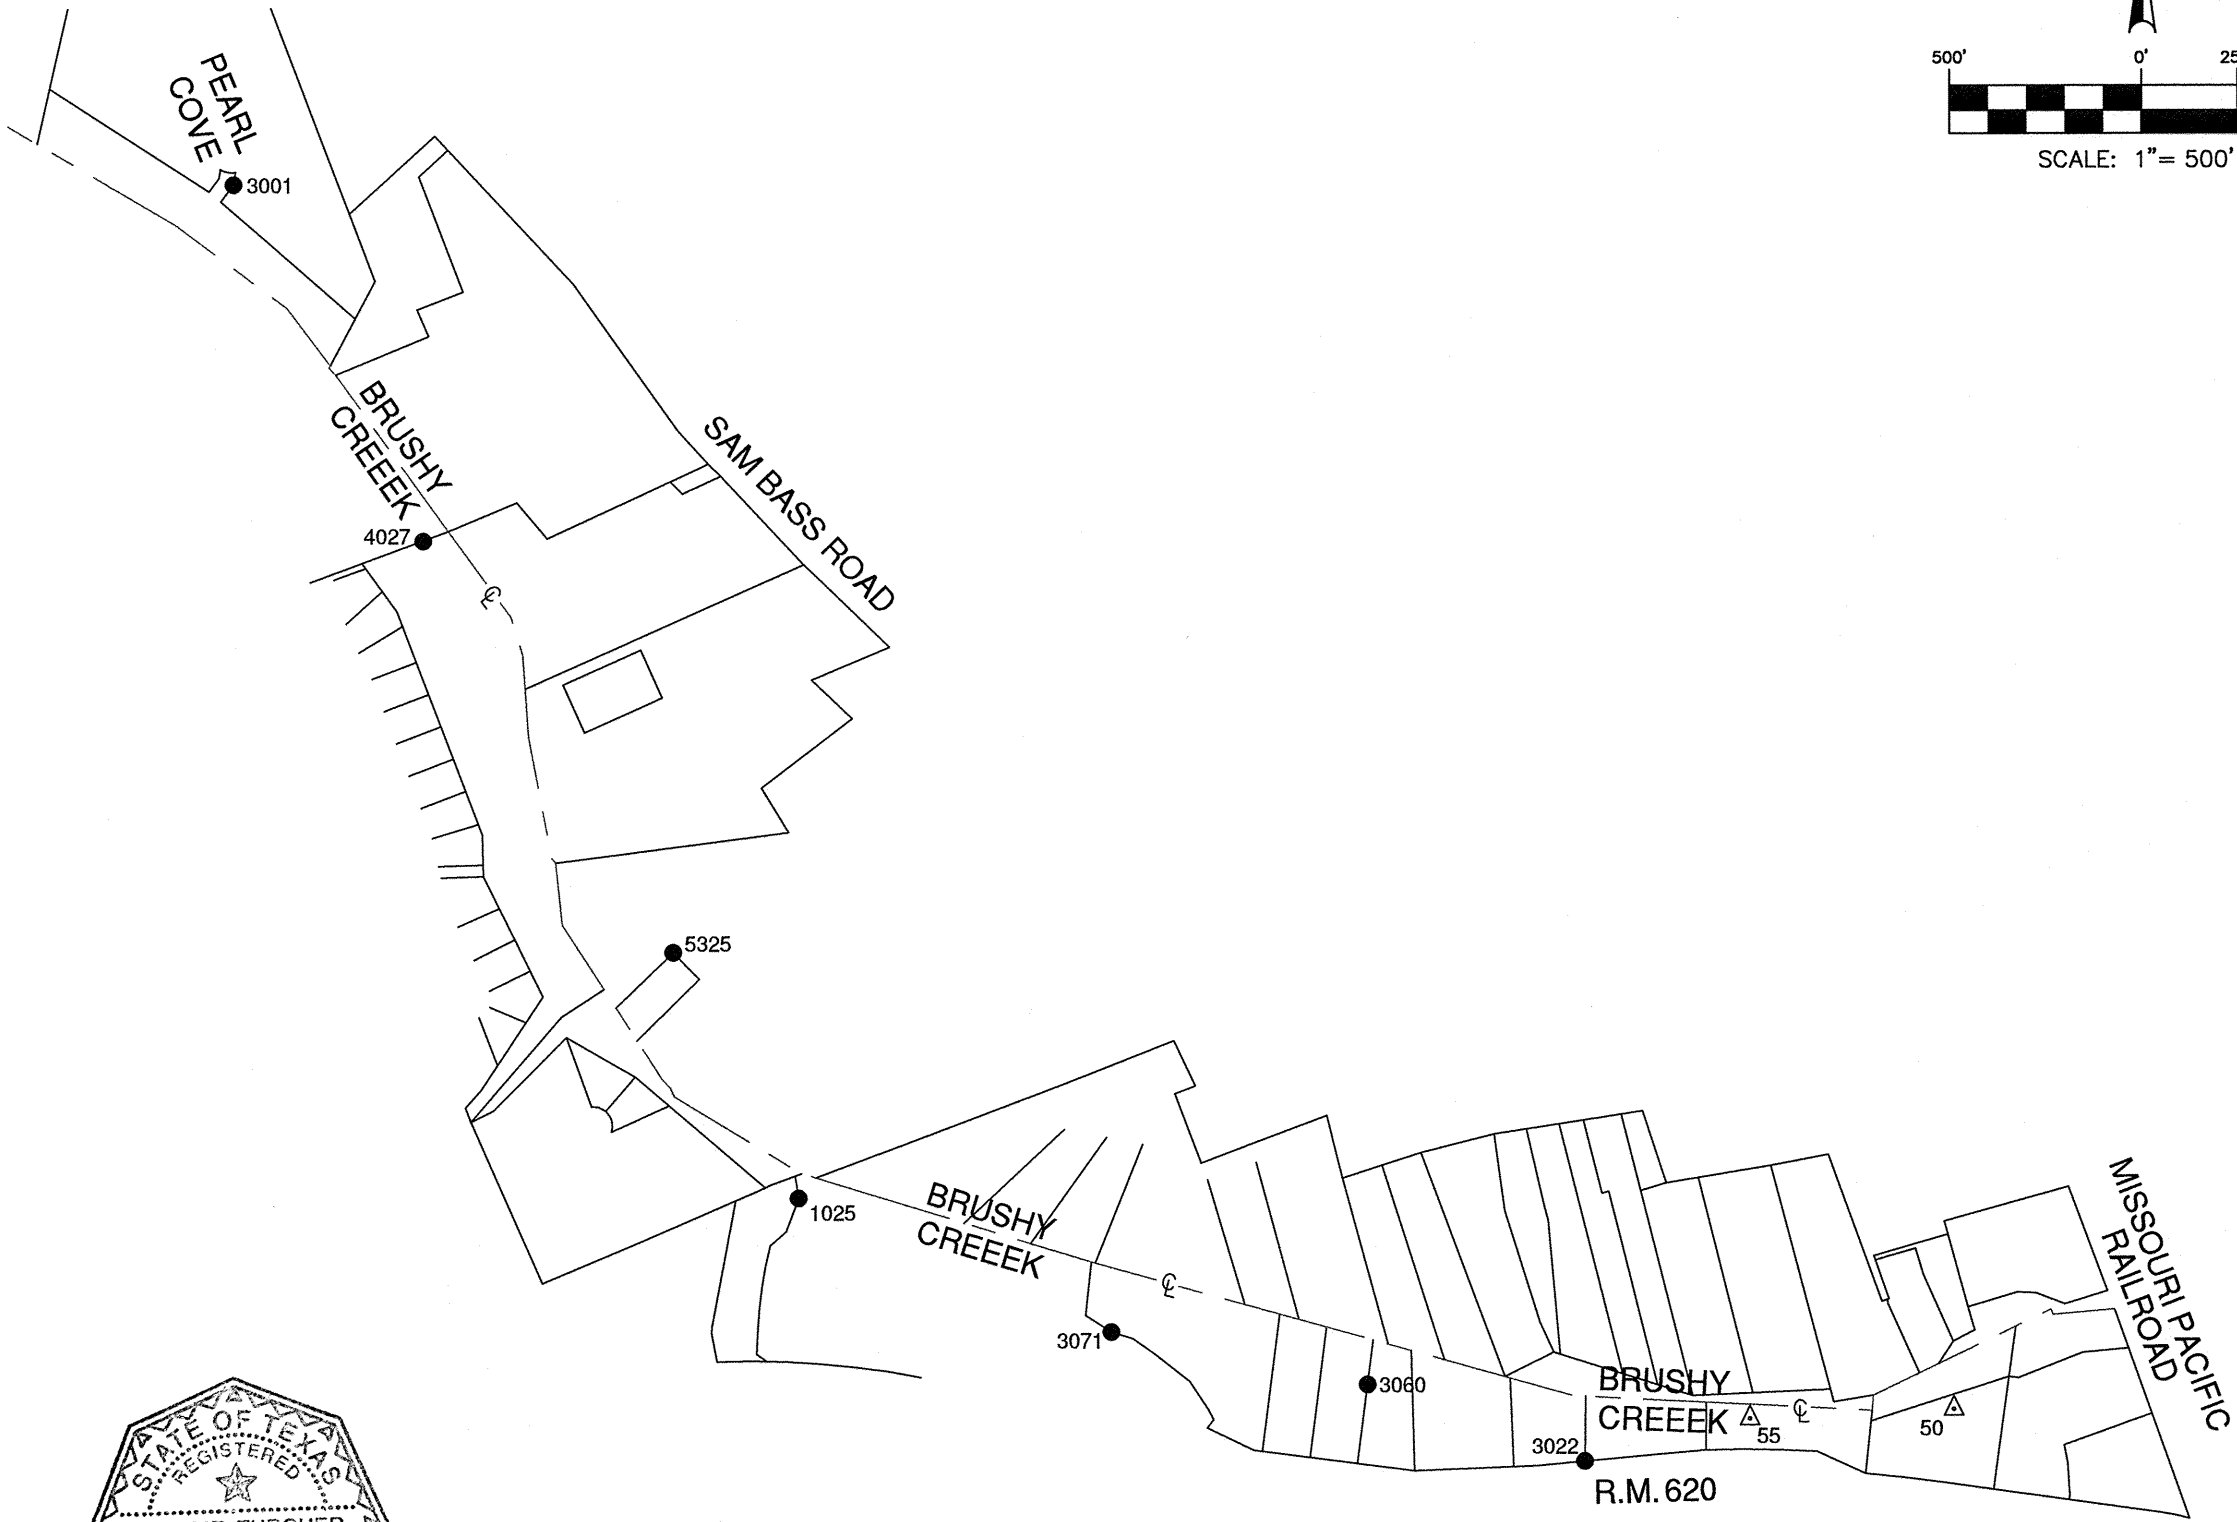 500'
0'
25
SCALE: 1"= 500'
PEARL
COVE
3001
BRUSHY
CREEEK
SAM BASS ROAD
4027
℄
5325
1025
BRUSHY
CREEEK
℄
3071
3060
BRUSHY
CREEEK
℄
3022
55
50
R.M. 620
MISSOURI PACIFIC
RAILROAD
STATE OF TEXAS
REGISTERED